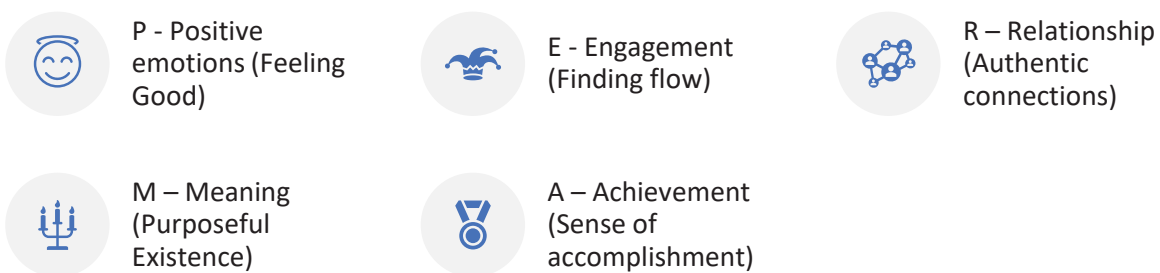 P - Positive
emotions (Feeling
Good)
E - Engagement
(Finding flow)
R – Relationship
(Authentic
connections)
M – Meaning
(Purposeful
Existence)
A – Achievement
(Sense of
accomplishment)